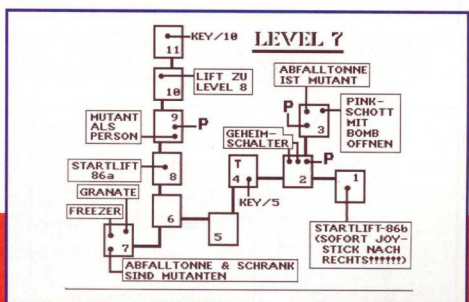 LEVEL 7
KEY/10
11
LIFT ZU
LEVEL 8
10
ABFALLTONNE
IST MUTANT
MUTANT
ALS
PERSON
9
P
P
3
PINK-
SCHOTT
MIT
BOMB
OFFNEN
GEHEIM-
SCHALTER
P
STARTLIFT
86a
8
T
4
KEY/5
2
1
GRANATE
FREEZER
6
5
7
STARTLIFT-86b
(SOFORT JOY-
STICK NACH
RECHTS!!!!!!)
ABFALLTONNE & SCHRANK
SIND MUTANTEN